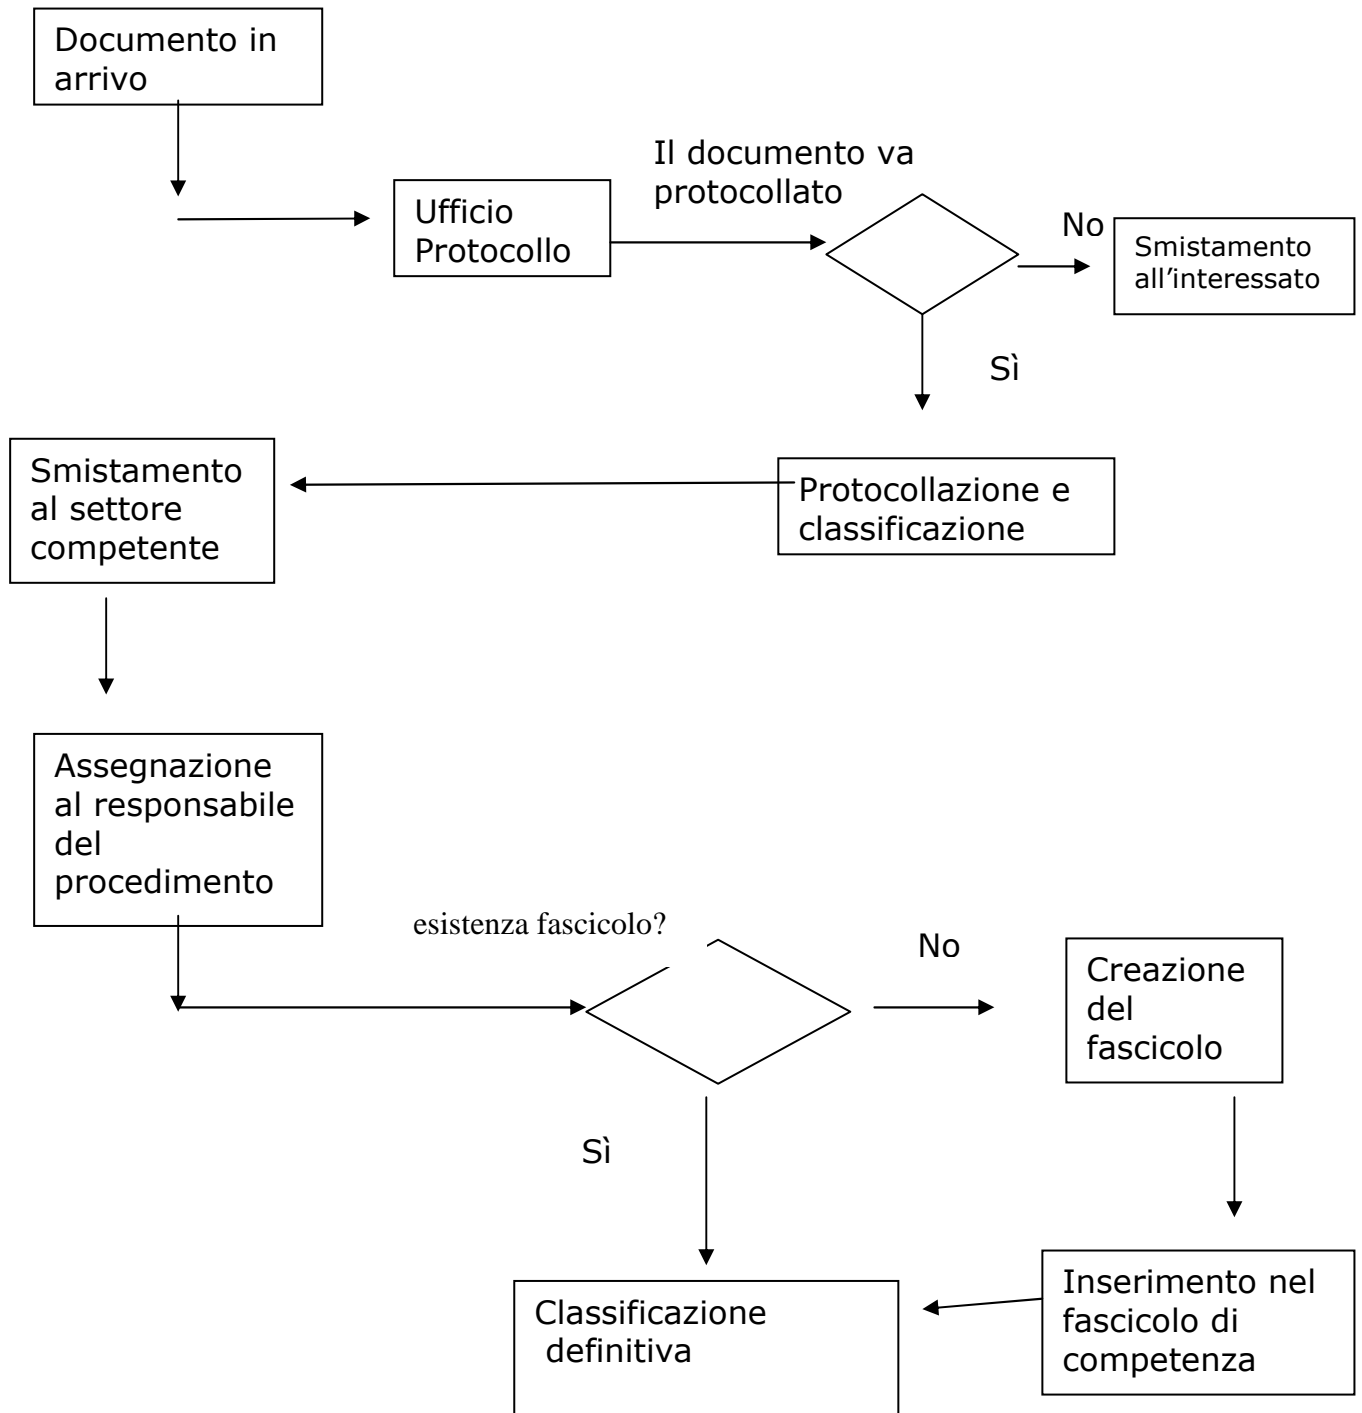 Documento in
arrivo
Il documento va
protocollato
Ufficio
Protocollo
No
Smistamento
all’interessato
Sì
Smistamento
al settore
competente
Protocollazione e
classificazione
Assegnazione
al responsabile
del
procedimento
esistenza fascicolo?
No
Creazione
del
fascicolo
Sì
Classificazione
definitiva
Inserimento nel
fascicolo di
competenza